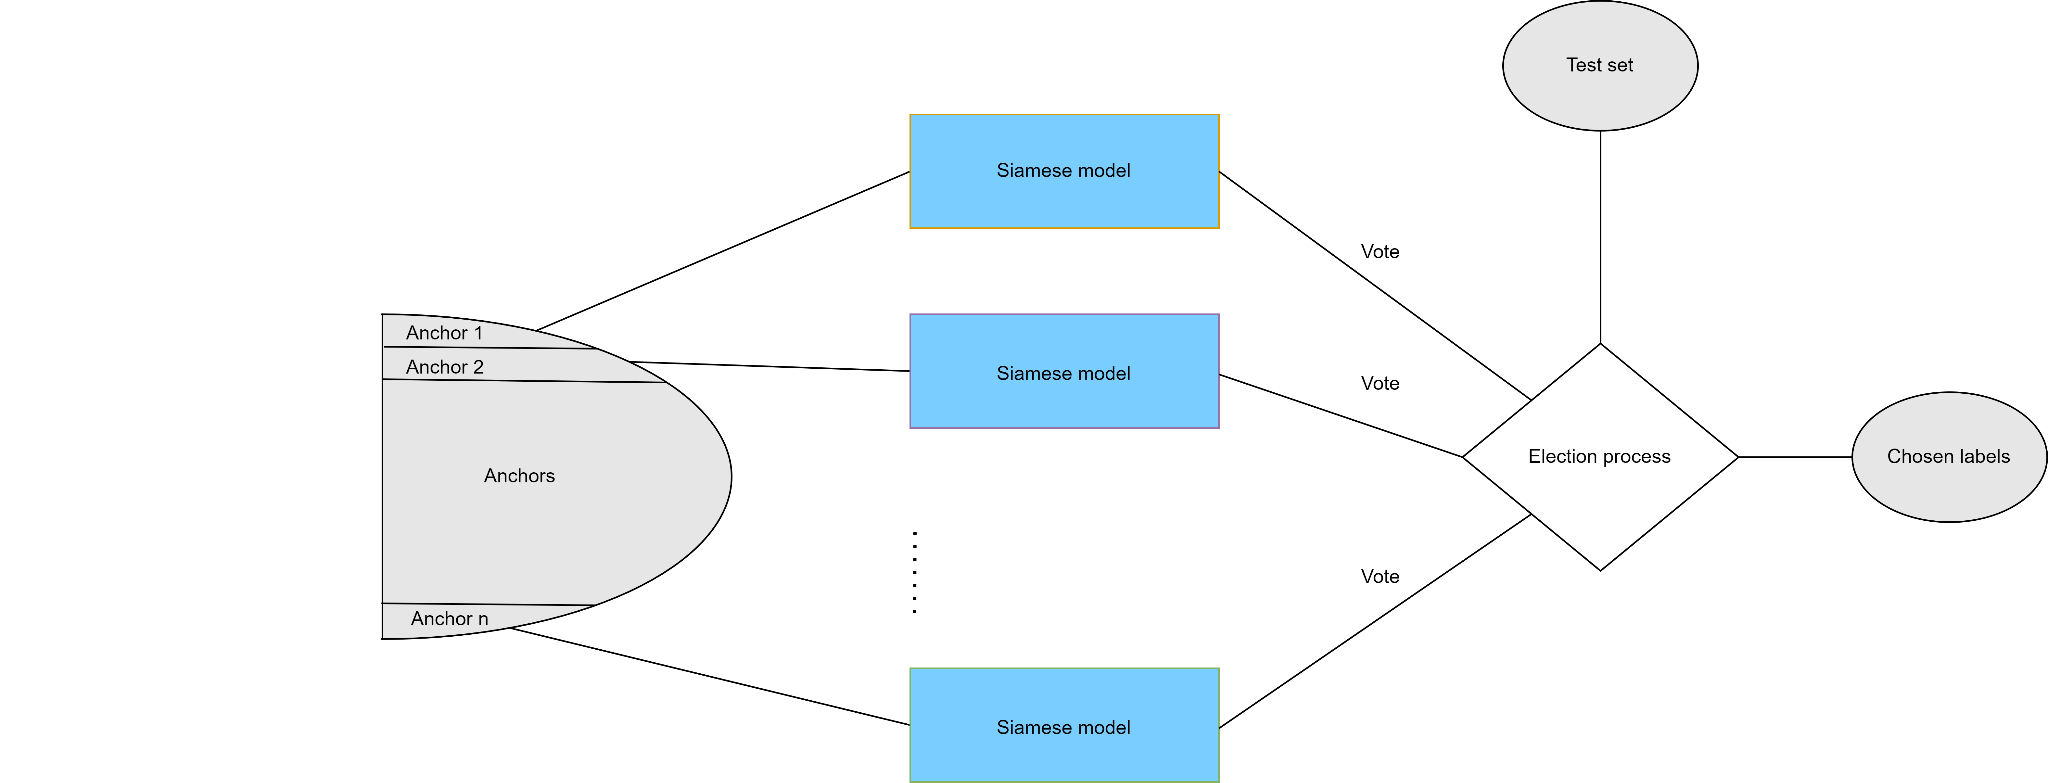 Test set
Siamese model
Vote
Anchor 1
Anchor 2
Siamese model
Vote
Anchors
Election process
Chosen labels
Vote
Anchor n
Siamese model